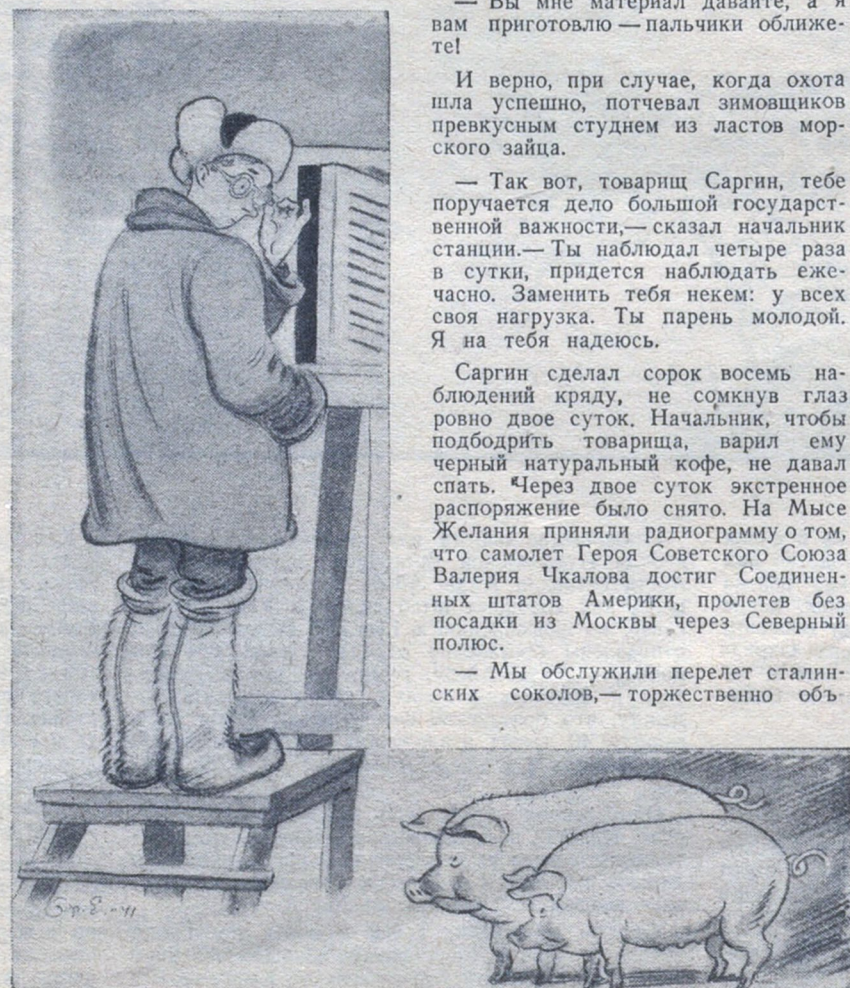 — Вы мне материал давайте, а я
вам приготовлю — пальчики оближе-
те!
И верно, при случае, когда охота
шла успешно, потчевал зимовщиков
превкусным студнем из ластов мор-
ского зайца.
— Так вот, товарищ Саргин, тебе
поручается дело большой государст-
венной важности,— сказал начальник
станции.— Ты наблюдал четыре раза
в сутки, придется наблюдать еже-
часно. Заменить тебя некем: у всех
своя нагрузка. Ты парень молодой.
Я на тебя надеюсь.
Саргин сделал сорок восемь на-
блюдений кряду, не сомкнув глаз
ровно двое суток. Начальник, чтобы
подбодрить товарища, варил ему
черный натуральный кофе, не давал
спать. Через двое суток экстренное
распоряжение было снято. На Мысе
Желания приняли радиограмму о том,
что самолет Героя Советского Союза
Валерия Чкалова достиг Соединен-
ных штатов Америки, пролетев без
посадки из Москвы через Северный
полюс.
— Мы обслужили перелет сталин-
ских соколов,— торжественно объ-